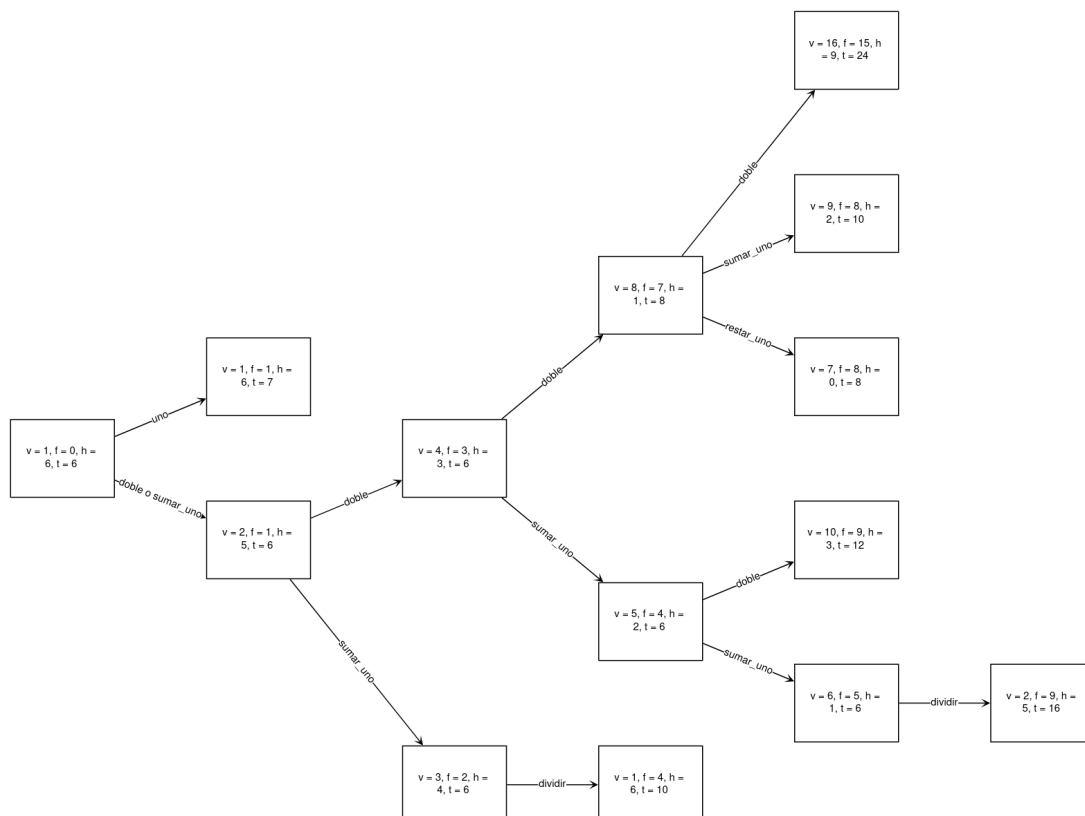 v = 16, f = 15, h
= 9, t = 24
doble
v = 9, f = 8, h =
2, t = 10
sumar_uno
v = 8, f = 7, h =
1, t = 8
restar_uno
v = 7, f = 8, h =
0, t = 8
v = 1, f = 1, h =
6, t = 7
doble
uno
v = 1, f = 0, h =
6, t = 6
v = 4, f = 3, h =
3, t = 6
doble o sumar_uno
doble
v = 2, f = 1, h =
5, t = 6
sumar_uno
v = 10, f = 9, h =
3, t = 12
doble
v = 5, f = 4, h =
2, t = 6
sumar_uno
sumar_uno
v = 6, f = 5, h =
1, t = 6
dividir
v = 2, f = 9, h =
5, t = 16
v = 3, f = 2, h =
4, t = 6
dividir
v = 1, f = 4, h =
6, t = 10